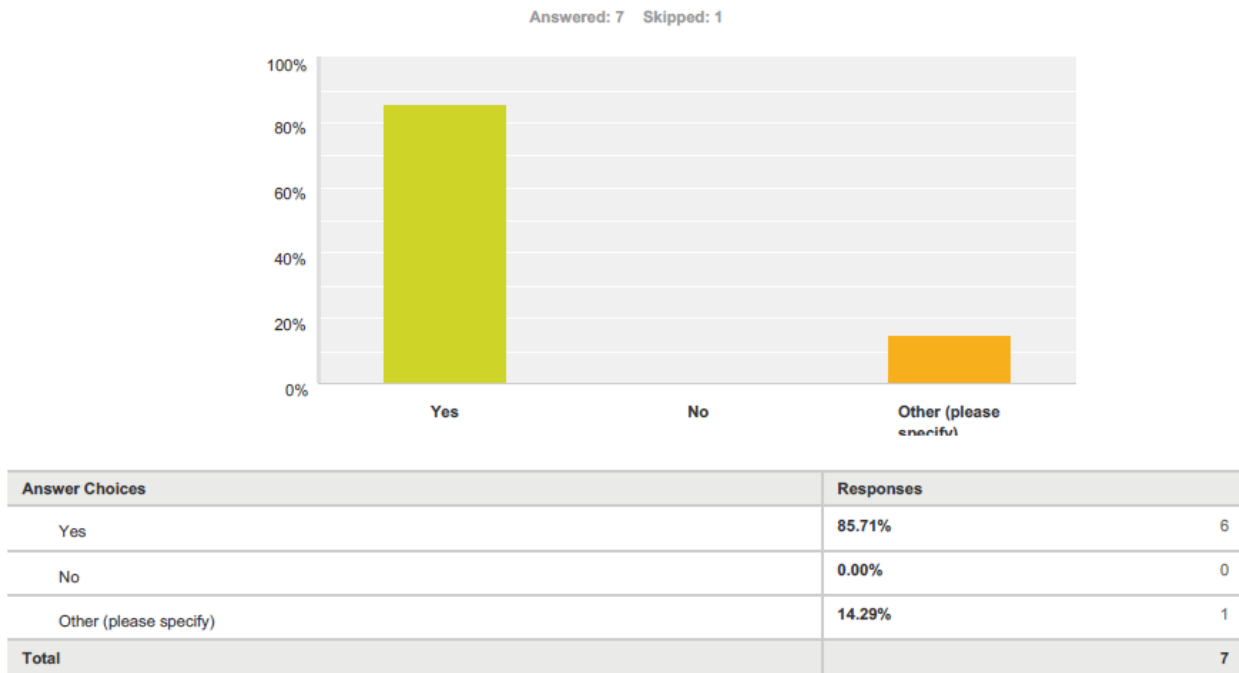 Answered: 7 Skipped: 1
100%
80%
60%
40%
20%
0%
Yes No Other (please
specify)
Answer Choices Responses
Yes 85.71% 6
No 0.00% 0
Other (please specify) 14.29% 1
Total 7